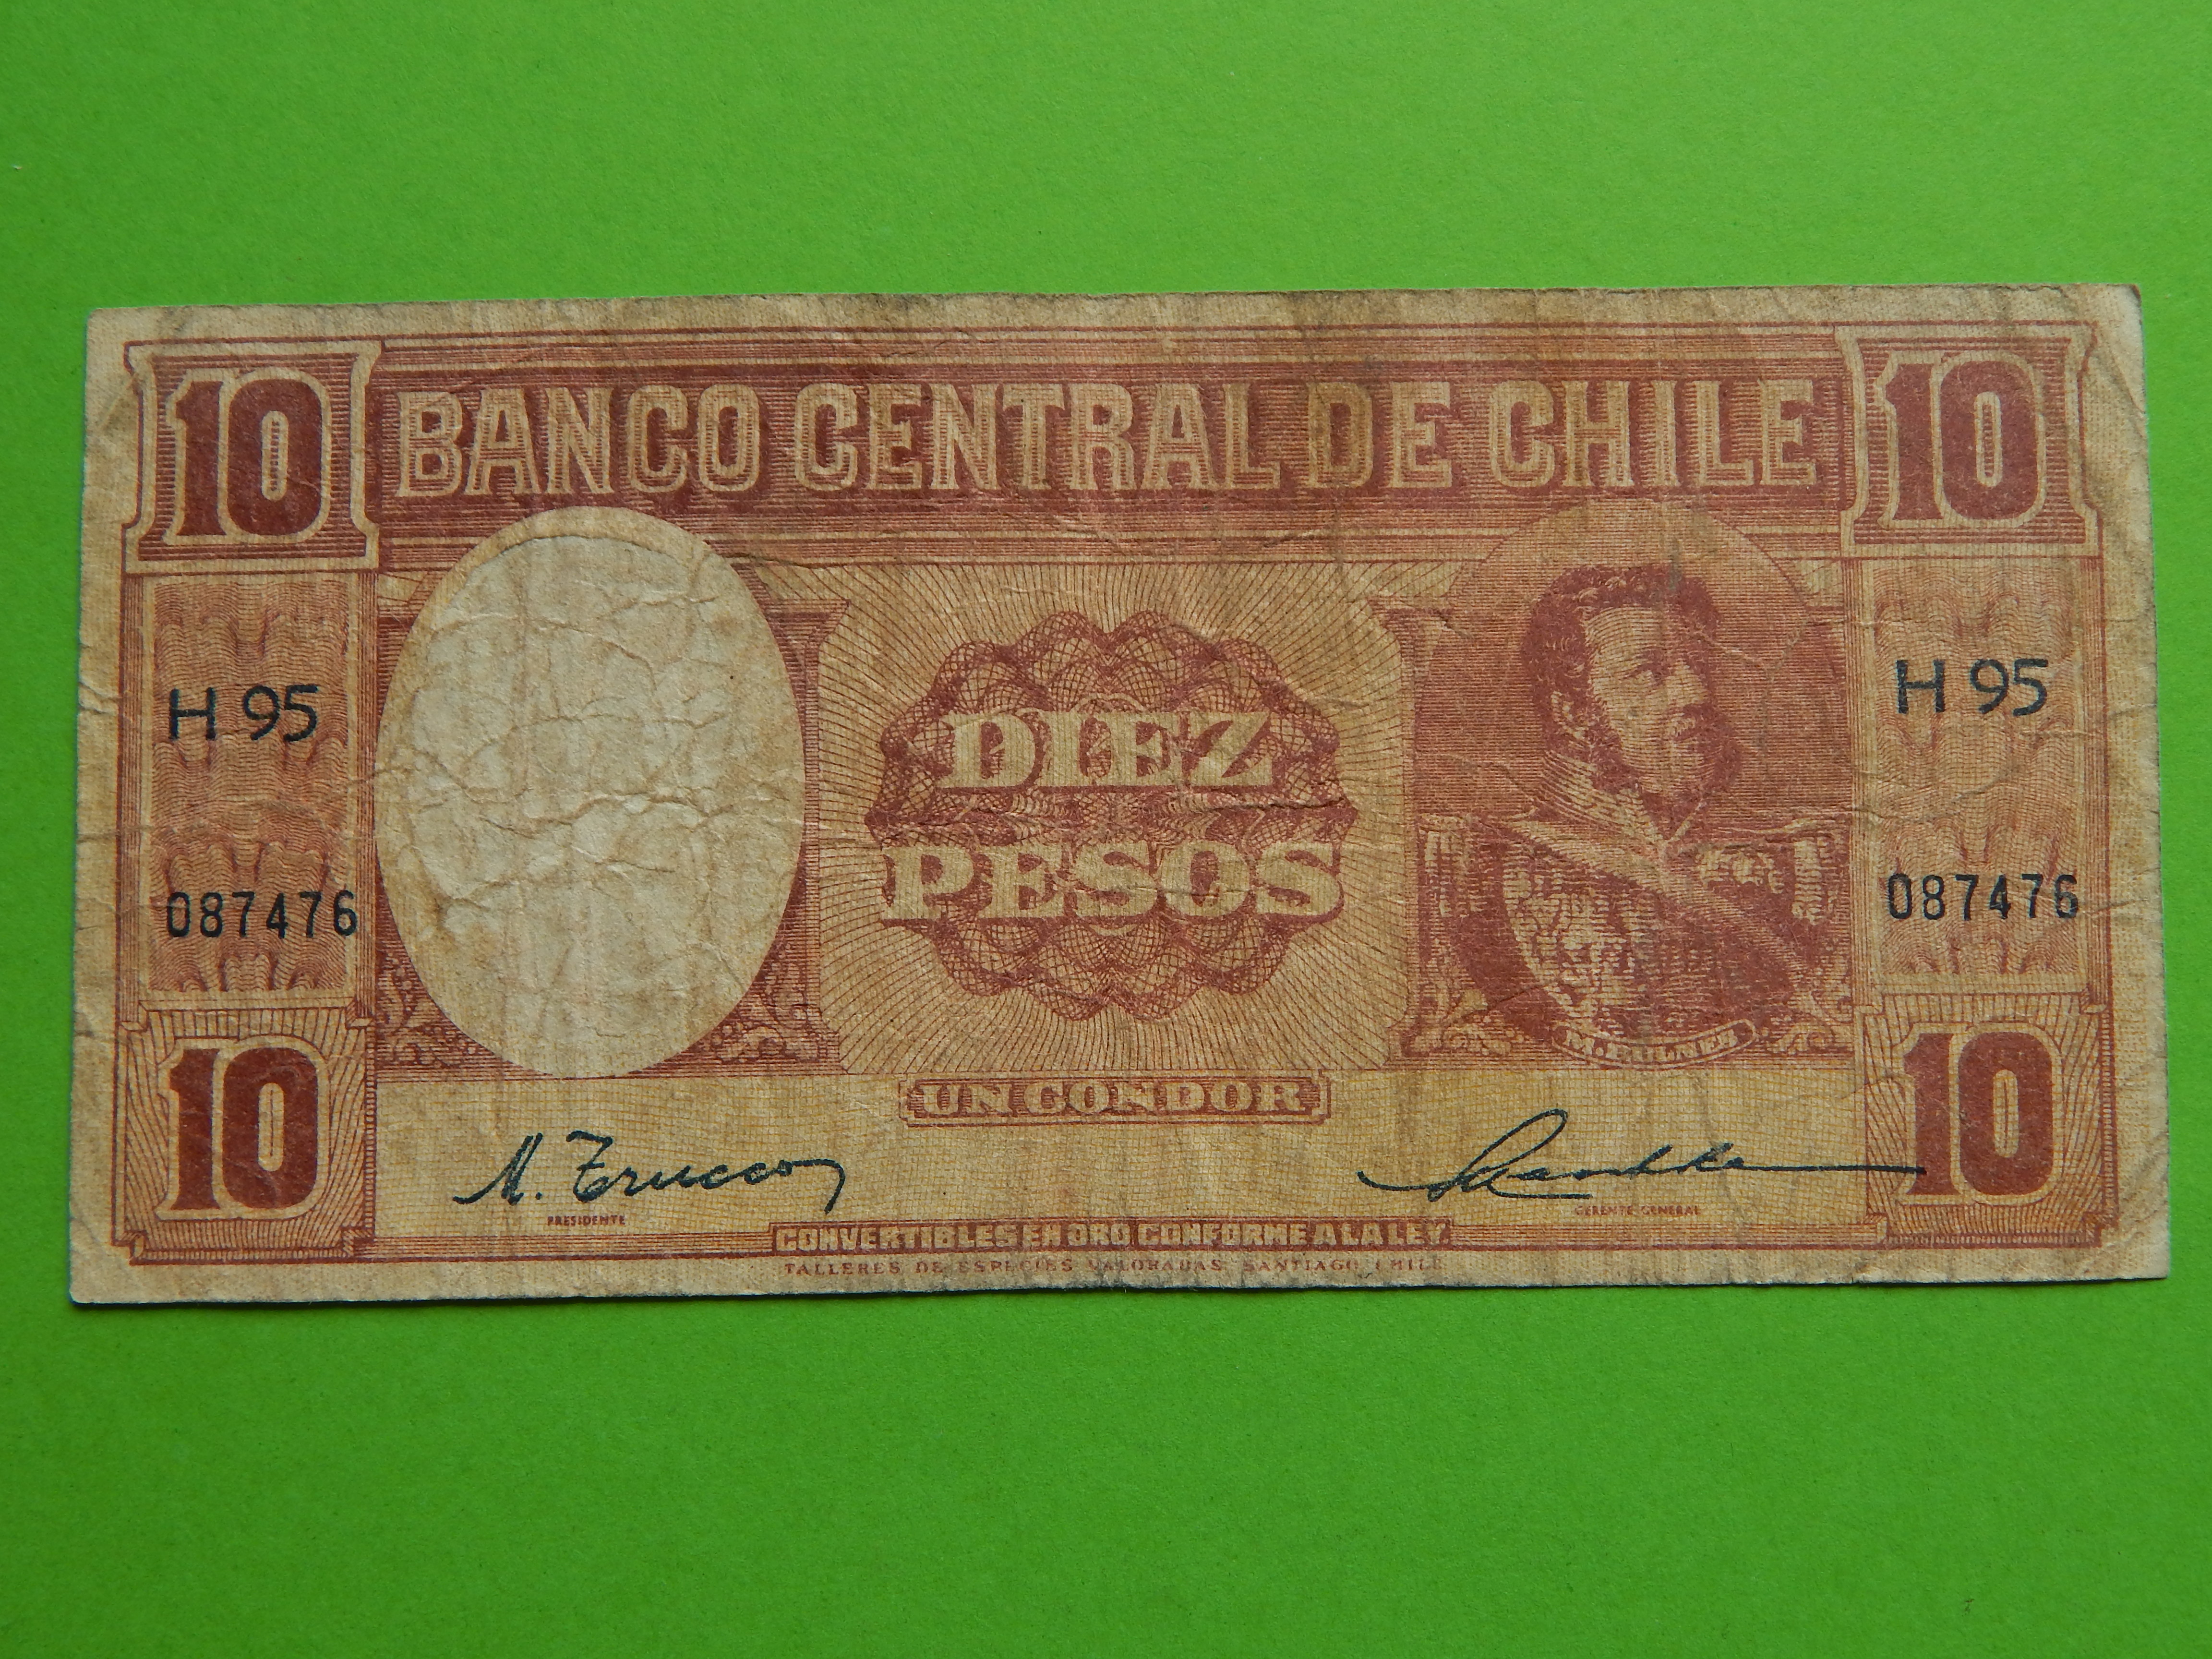 10 BANCO CENTRAL DE CHILE 10
H 95 H 95
DIEZ
PESOS
087476 087476
M. BULNES
10 UN CONDOR 10
M. Trucco
PRESIDENTE GERENTE GENERAL
CONVERTIBLES EN ORO CONFORME A LA LEY
TALLERES DE ESPECIES VALORADAS SANTIAGO CHILE